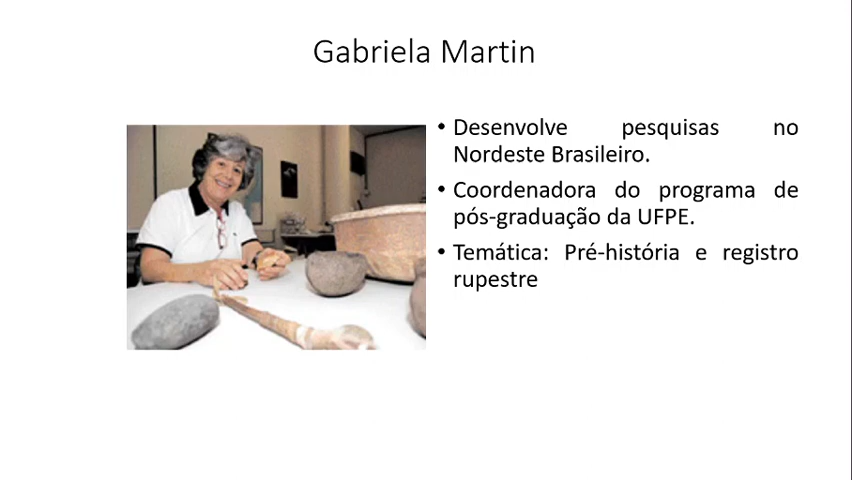 Gabriela Martin
• Desenvolve pesquisas no
Nordeste Brasileiro.
• Coordenadora do programa de
pós-graduação da UFPE.
• Temática: Pré-história e registro
rupestre